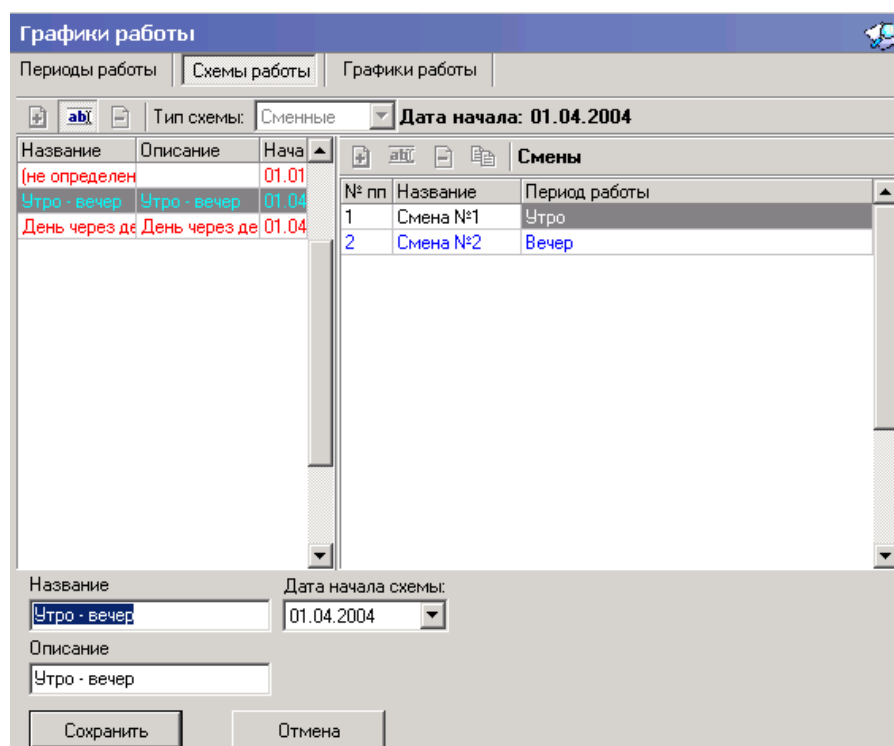 Графики работы
Периоды работы Схемы работы Графики работы
abI Тип схемы: Сменные Дата начала: 01.04.2004
Название Описание Нача
(не определен 01.01
Утро - вечер Утро - вечер 01.04
День через де День через де 01.04
abI Смены
№ пп Название Период работы
1 Смена №1 Утро
2 Смена №2 Вечер
Название Дата начала схемы:
Утро - вечер 01.04.2004
Описание
Утро - вечер
Сохранить Отмена